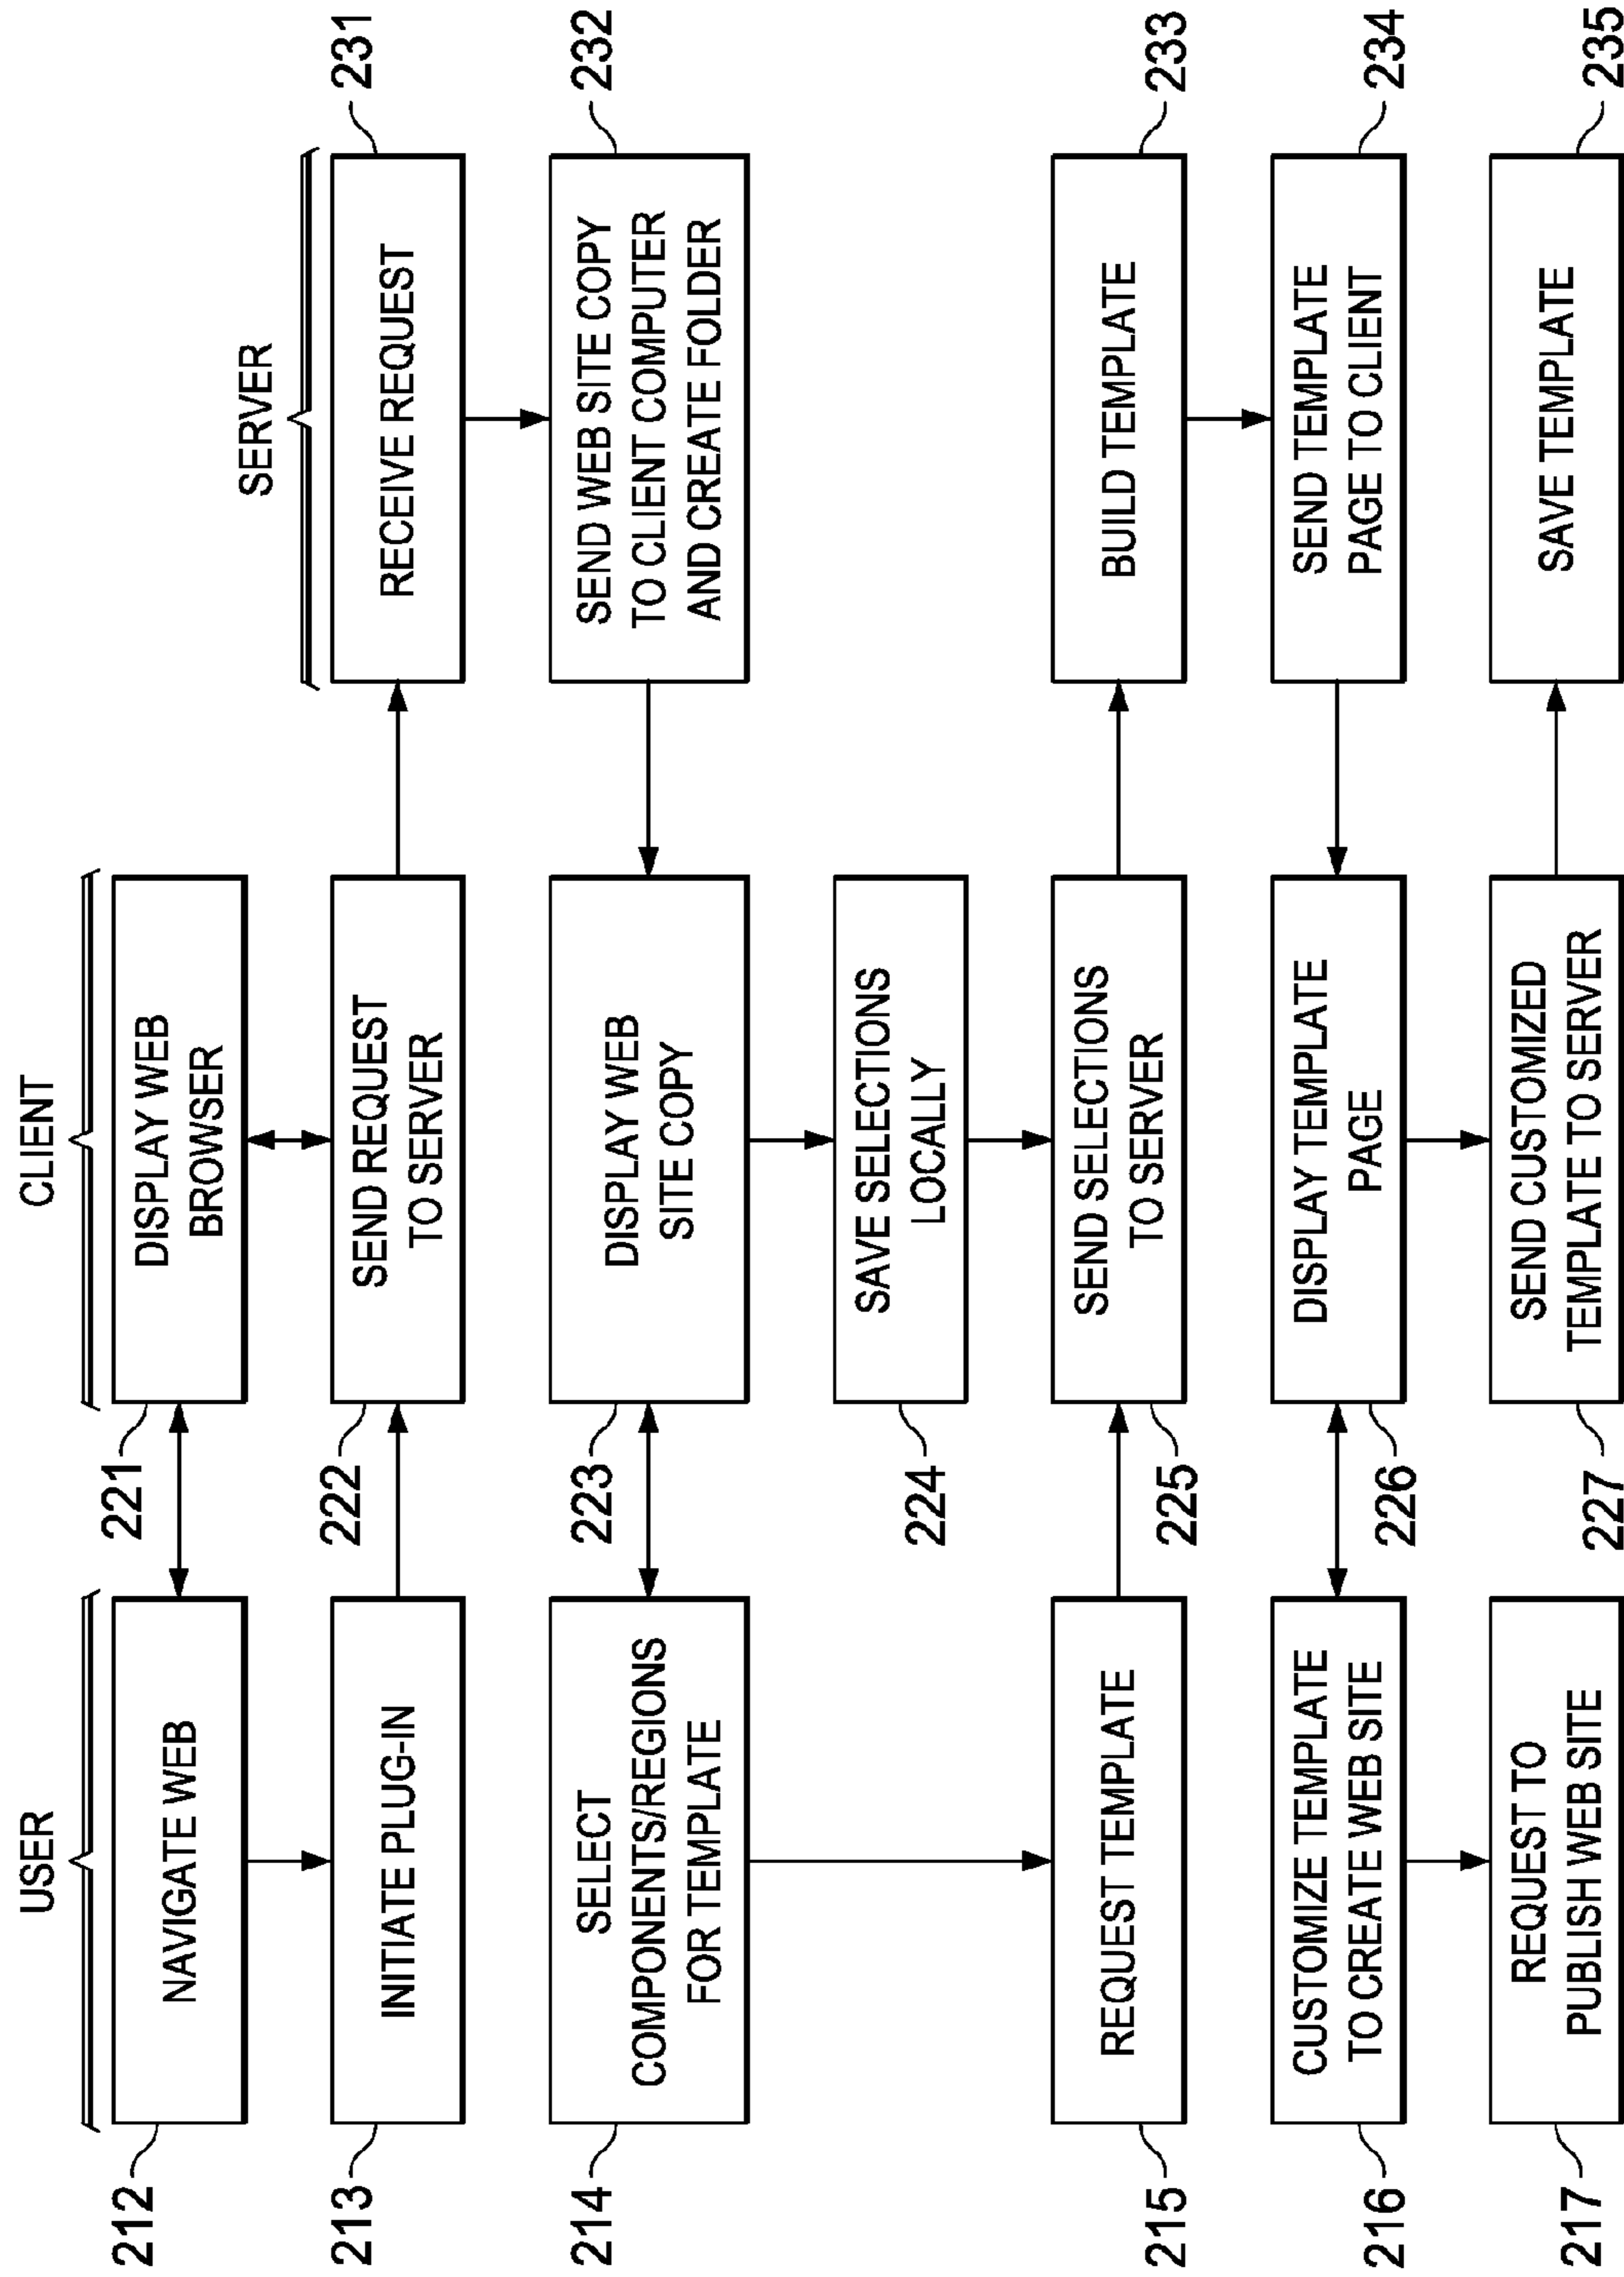 USER
CLIENT
SERVER
212
NAVIGATE WEB
221
DISPLAY WEB
BROWSER
213
INITIATE PLUG-IN
222
SEND REQUEST
TO SERVER
RECEIVE REQUEST
231
214
SELECT
COMPONENTS/REGIONS
FOR TEMPLATE
223
DISPLAY WEB
SITE COPY
SEND WEB SITE COPY
TO CLIENT COMPUTER
AND CREATE FOLDER
232
224
SAVE SELECTIONS
LOCALLY
215
REQUEST TEMPLATE
225
SEND SELECTIONS
TO SERVER
BUILD TEMPLATE
233
216
CUSTOMIZE TEMPLATE
TO CREATE WEB SITE
226
DISPLAY TEMPLATE
PAGE
SEND TEMPLATE
PAGE TO CLIENT
234
217
REQUEST TO
PUBLISH WEB SITE
227
SEND CUSTOMIZED
TEMPLATE TO SERVER
SAVE TEMPLATE
235